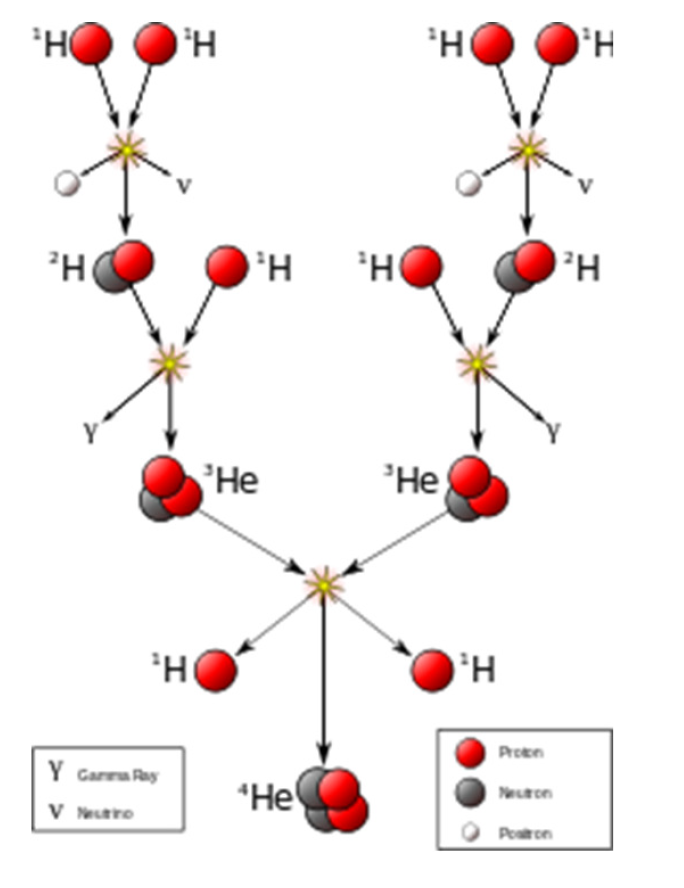 ¹H ¹H ¹H ¹H
ν ν
²H ¹H ¹H ²H
γ γ
³He ³He
¹H ¹H
⁴He
γ Gamma Ray
ν Neutrino
Proton
Neutron
Positron